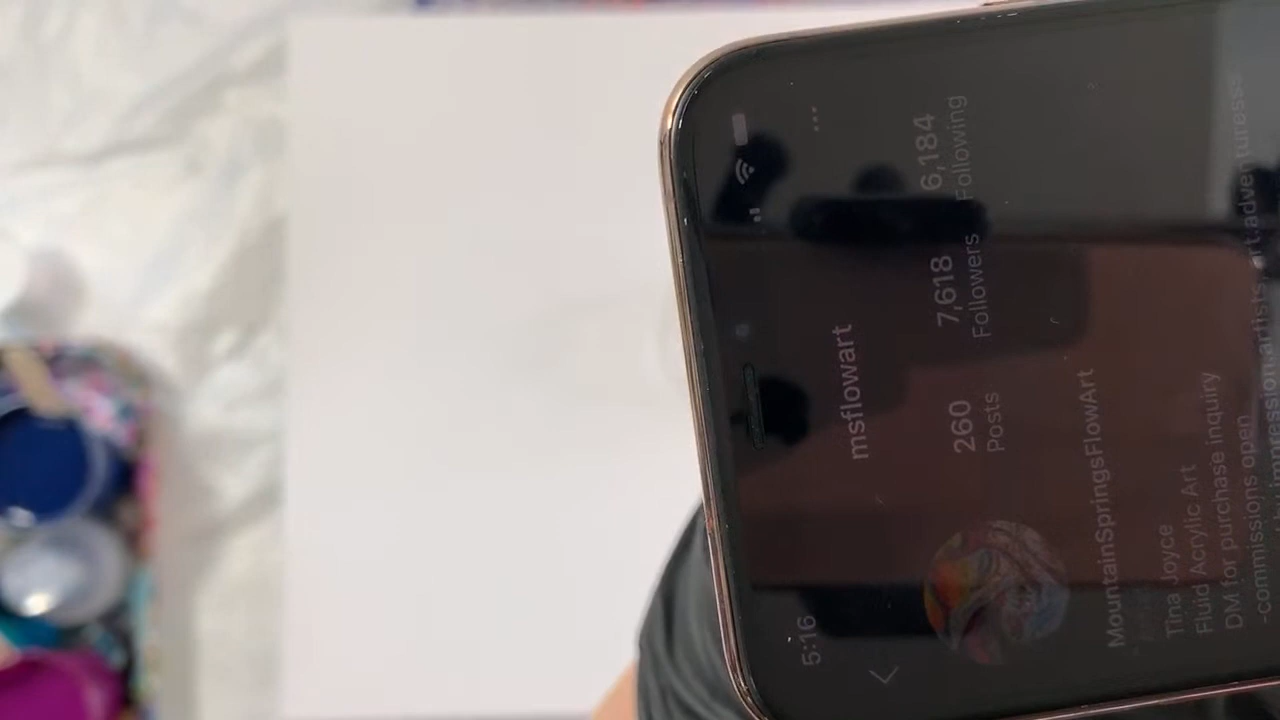 5:16
msflowart
260 7,618 6,184
Posts Followers Following
MountainSpringsFlowArt
Tina Joyce
Fluid Acrylic Art
DM for purchase inquiry
-commissions open